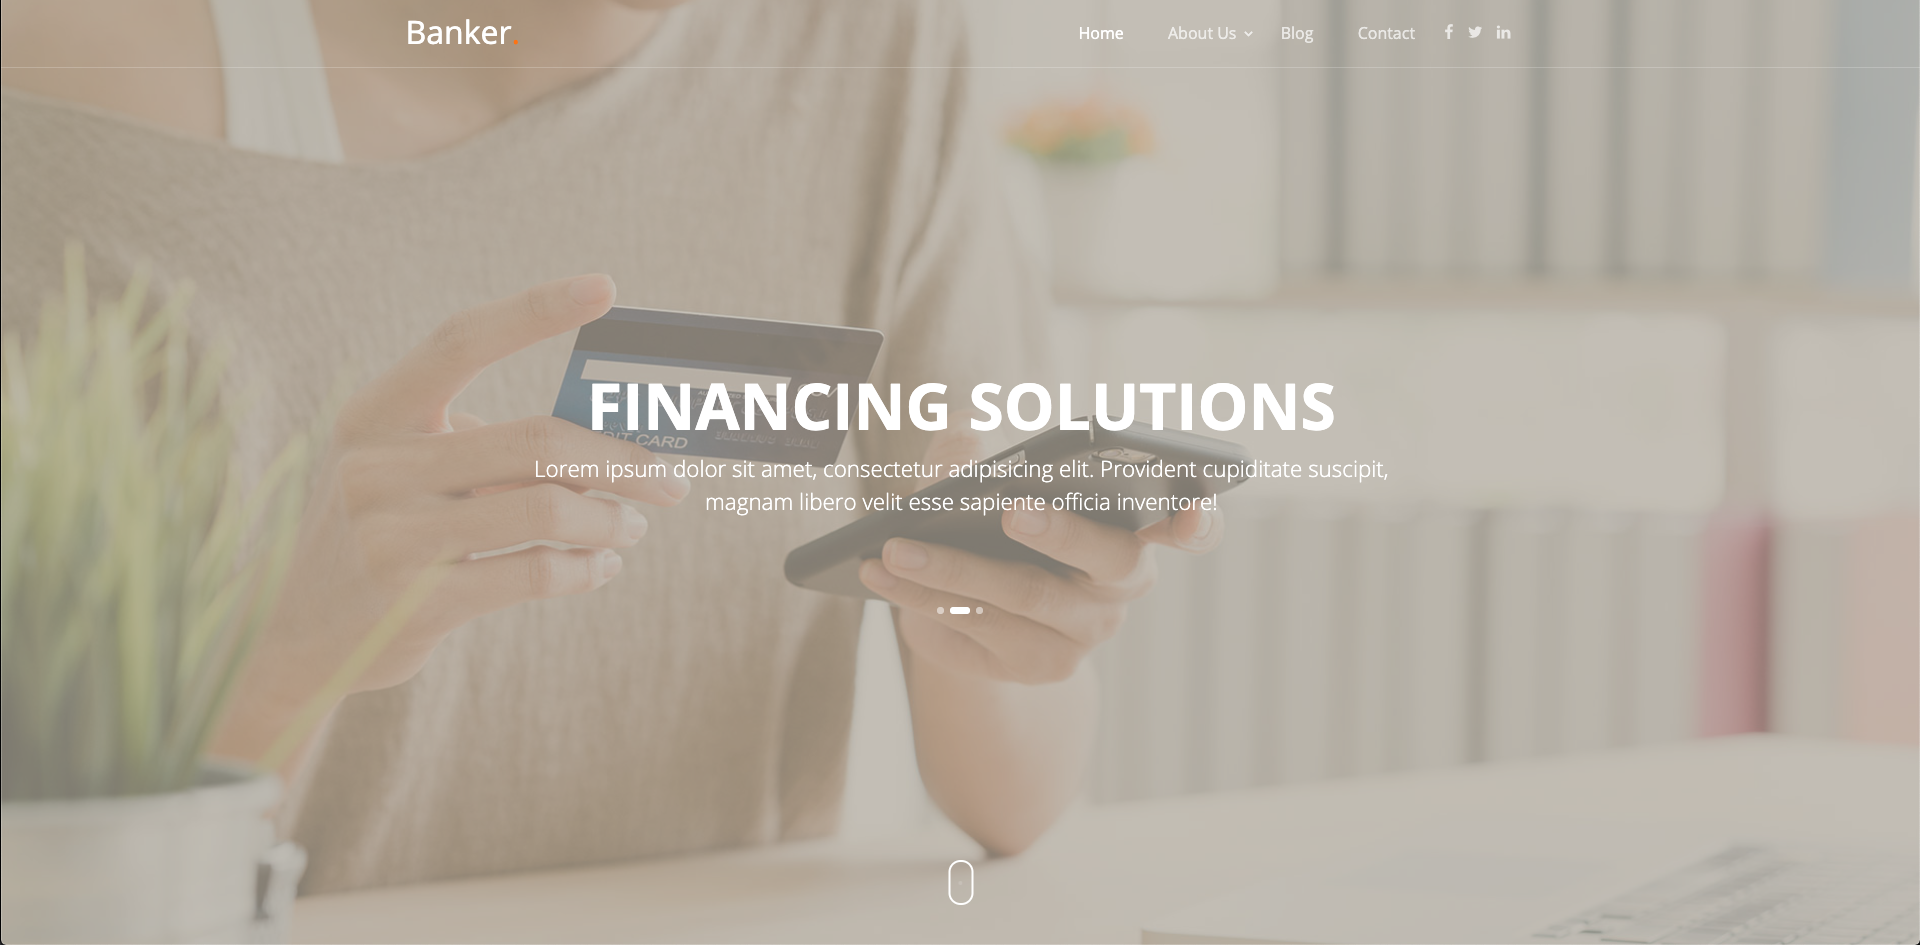 Banker.
Home About Us Blog Contact
FINANCING SOLUTIONS
CARD
Lorem ipsum dolor sit amet, consectetur adipisicing elit. Provident cupiditate suscipit,
magnam libero velit esse sapiente officia inventore!